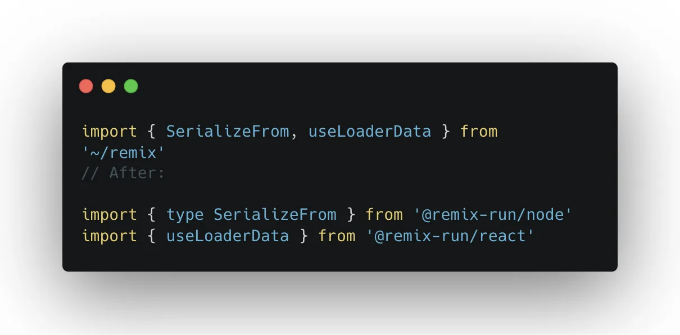 import { SerializeFrom, useLoaderData } from
'~/remix'
// After:
import { type SerializeFrom } from '@remix-run/node'
import { useLoaderData } from '@remix-run/react'